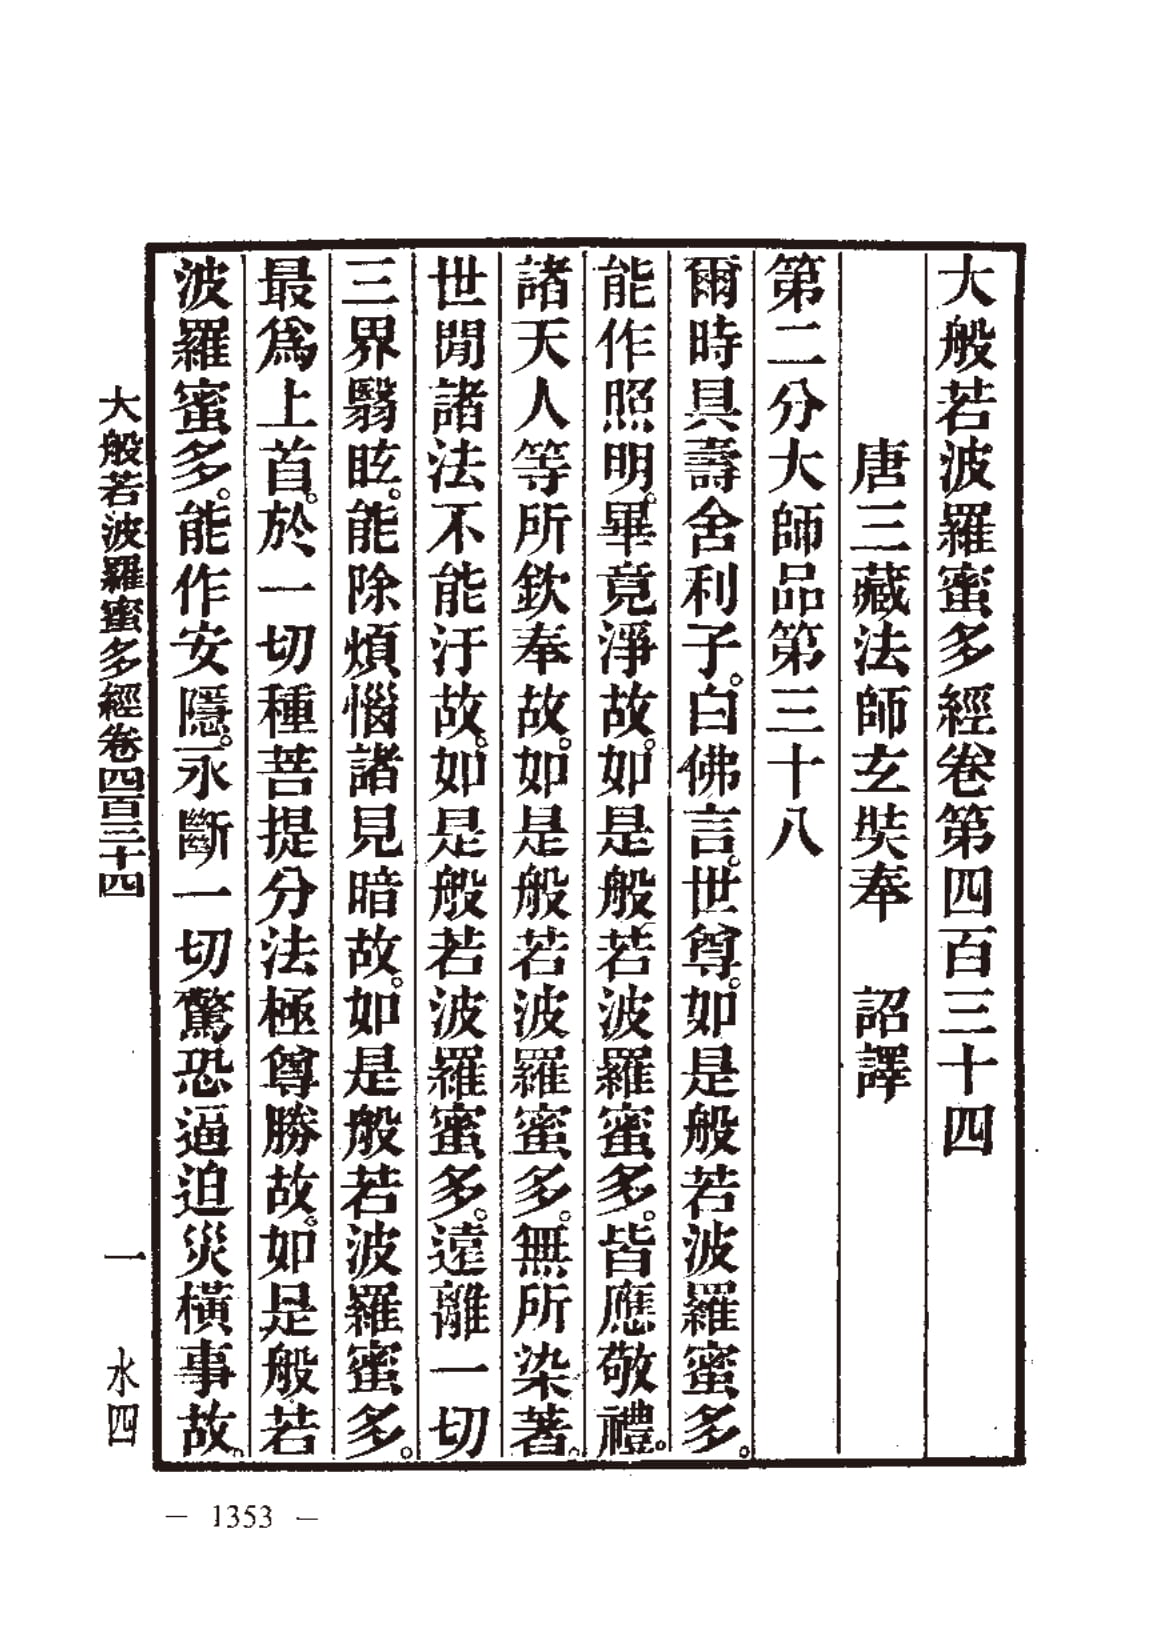 大般若波羅蜜多經卷第四百三十四
唐三藏法師玄奘奉　詔譯
第二分大師品第三十八
爾時具壽舍利子。白佛言。世尊。如是般若波羅蜜多。
能作照明。畢竟淨故。如是般若波羅蜜多。皆應敬禮。
諸天人等所欽奉故。如是般若波羅蜜多。無所染著。
世閒諸法不能汙故。如是般若波羅蜜多。遠離一切
三界翳眩。能除煩惱諸見暗故。如是般若波羅蜜多。
最爲上首。於一切種菩提分法極尊勝故。如是般若
波羅蜜多。能作安隱。永斷一切驚恐逼迫災橫事故。
大般若波羅蜜多經卷四百三十四　一　水四
— 1353 —